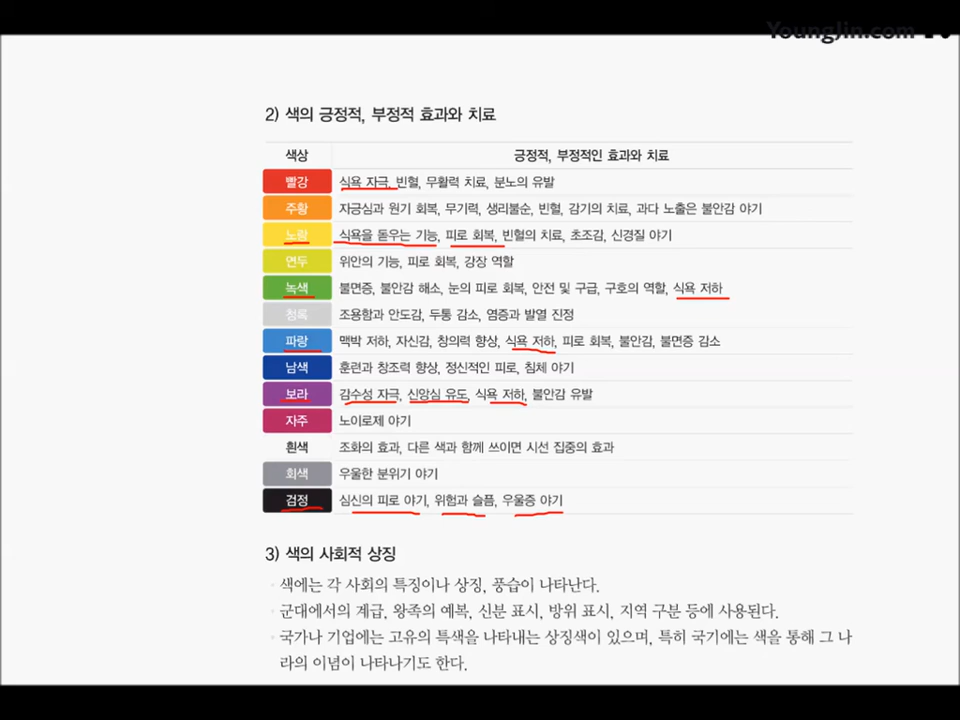 YoungJin.com
2) 색의 긍정적, 부정적 효과와 치료
색상 긍정적, 부정적인 효과와 치료
빨강 식욕 자극, 빈혈, 무활력 치료, 분노의 유발
주황 자긍심과 원기 회복, 무기력, 생리불순, 빈혈, 감기의 치료, 과다 노출은 불안감 야기
노랑 식욕을 돋우는 기능, 피로 회복, 빈혈의 치료, 초조감, 신경질 야기
연두 위안의 기능, 피로 회복, 강장 역할
녹색 불면증, 불안감 해소, 눈의 피로 회복, 안전 및 구급, 구호의 역할, 식욕 저하
청록 조용함과 안도감, 두통 감소, 염증과 발열 진정
파랑 맥박 저하, 자신감, 창의력 향상, 식욕 저하, 피로 회복, 불안감, 불면증 감소
남색 훈련과 창조력 향상, 정신적인 피로, 침체 야기
보라 감수성 자극, 신앙심 유도, 식욕 저하, 불안감 유발
자주 노이로제 야기
흰색 조화의 효과, 다른 색과 함께 쓰이면 시선 집중의 효과
회색 우울한 분위기 야기
검정 심신의 피로 야기, 위험과 슬픔, 우울증 야기
3) 색의 사회적 상징
• 색에는 각 사회의 특징이나 상징, 풍습이 나타난다.
• 군대에서의 계급, 왕족의 예복, 신분 표시, 방위 표시, 지역 구분 등에 사용된다.
• 국가나 기업에는 고유의 특색을 나타내는 상징색이 있으며, 특히 국기에는 색을 통해 그 나
라의 이념이 나타나기도 한다.